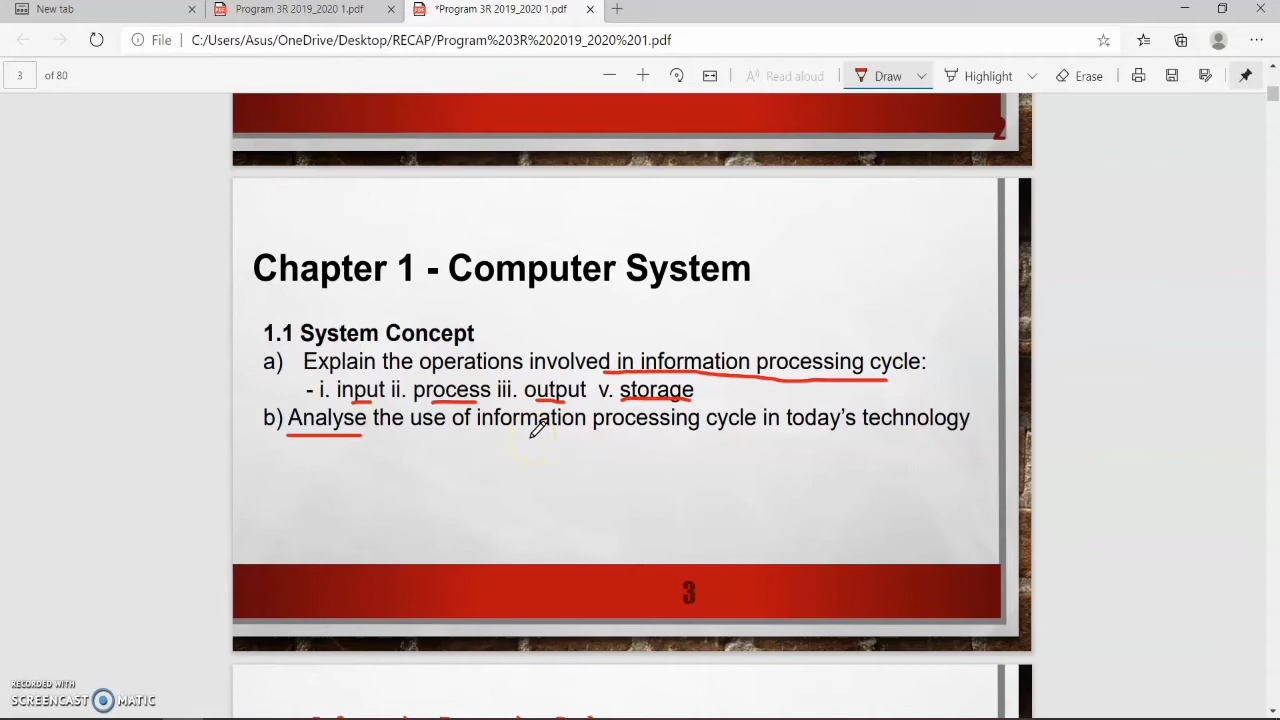 New tab
Program 3R 2019_2020 1.pdf
*Program 3R 2019_2020 1.pdf
File
C:/Users/Asus/OneDrive/Desktop/RECAP/Program%203R%202019_2020%201.pdf
3 of 80
Read aloud
Draw
Highlight
Erase
2
Chapter 1 - Computer System
1.1 System Concept
a) Explain the operations involved in information processing cycle:
- i. input ii. process iii. output v. storage
b) Analyse the use of information processing cycle in today's technology
3
RECORDED WITH
SCREENCAST MATIC